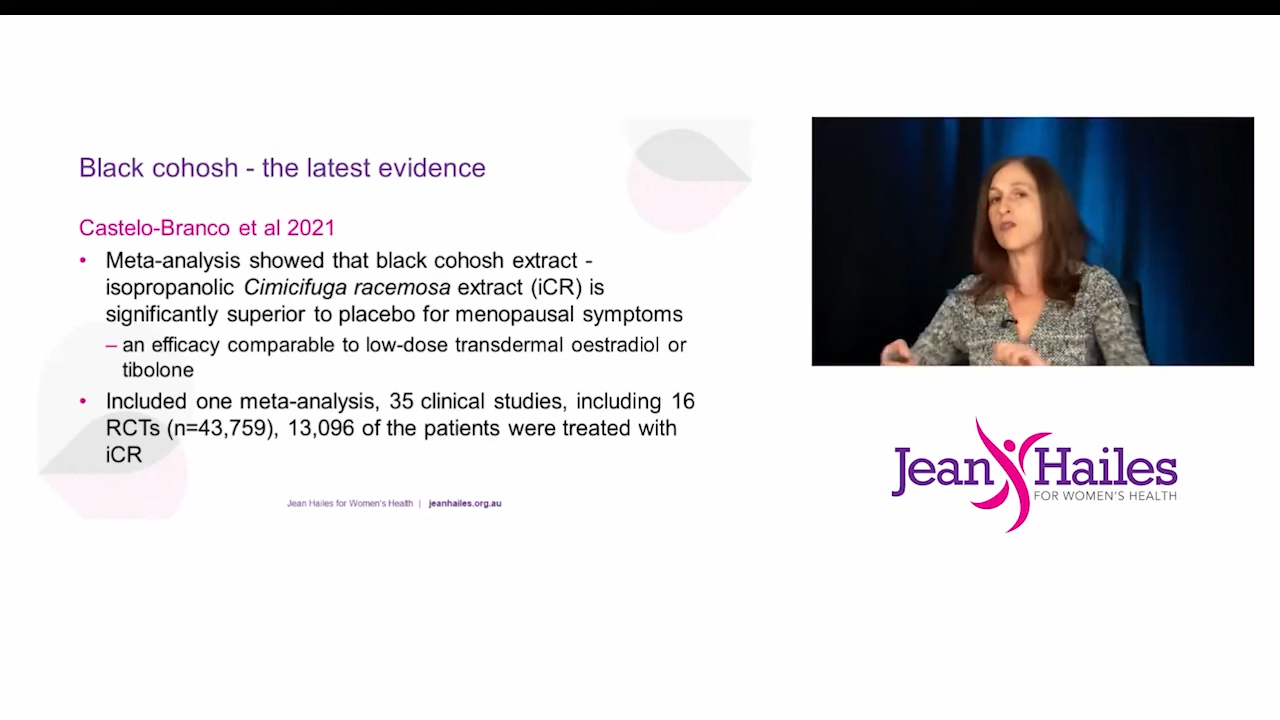 Black cohosh - the latest evidence
Castelo-Branco et al 2021
• Meta-analysis showed that black cohosh extract -
isopropanolic Cimicifuga racemosa extract (iCR) is
significantly superior to placebo for menopausal symptoms
– an efficacy comparable to low-dose transdermal oestradiol or
tibolone
• Included one meta-analysis, 35 clinical studies, including 16
RCTs (n=43,759), 13,096 of the patients were treated with
iCR
Jean Hailes for Women's Health | jeanhailes.org.au
Jean Hailes
FOR WOMEN'S HEALTH